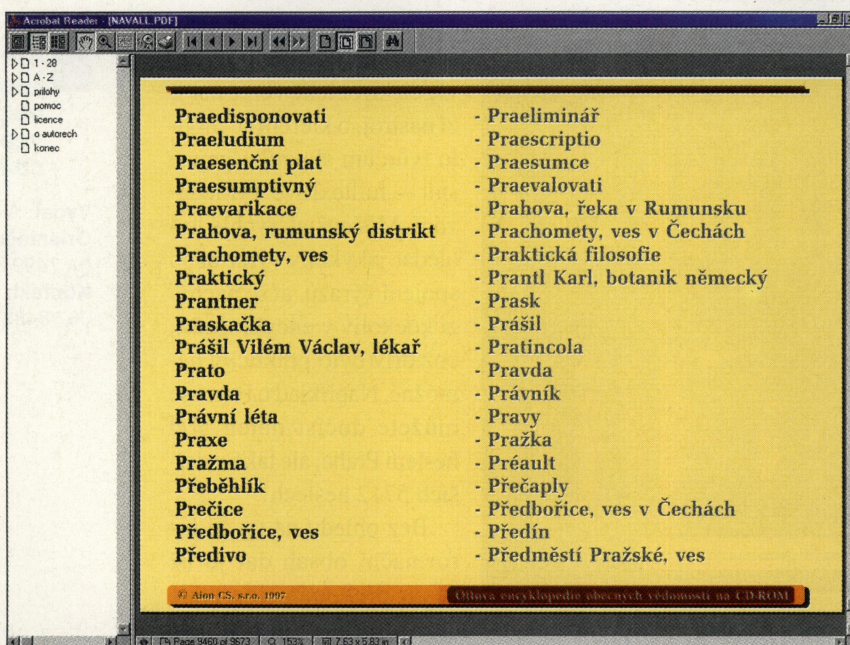 Acrobat Reader - [NAVALL.PDF]
1 - 28
A - Z
prilohy
pomoc
licence
o autorech
konec
Praedisponovati - Praeliminář
Praeludium - Praescriptio
Praesenční plat - Praesumce
Praesumptivný - Praevalovati
Praevarikace - Prahova, řeka v Rumunsku
Prahova, rumunský distrikt - Prachomety, ves v Čechách
Prachomety, ves - Praktická filosofie
Praktický - Prantl Karl, botanik německý
Prantner - Prask
Praskačka - Prášil
Prášil Vilém Václav, lékař - Pratincola
Prato - Pravda
Pravda - Právník
Právní léta - Pravy
Praxe - Pražka
Pražma - Préault
Přeběhlík - Přečaply
Prečice - Předbořice, ves v Čechách
Předbořice, ves - Předín
Předivo - Předměstí Pražské, ves
© Aion CS, s.r.o. 1997 Ottova encyklopedie obecných vědomostí na CD-ROM
Page 9460 of 9673 153% 7.63 x 5.83 in